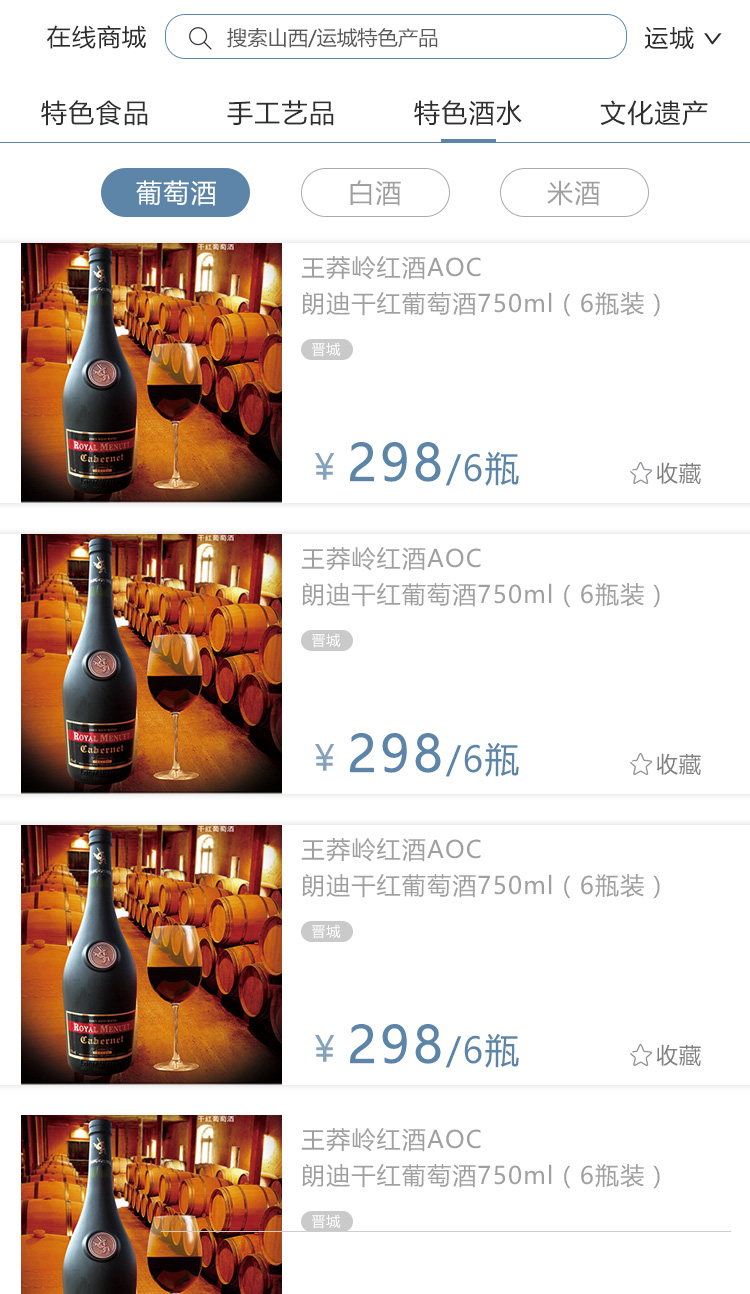 在线商城
搜索山西/运城特色产品
运城
特色食品
手工艺品
特色酒水
文化遗产
葡萄酒
白酒
米酒
干红葡萄酒
ROYAL MENUET
Cabernet
王莽岭红酒AOC
朗迪干红葡萄酒750ml（6瓶装）
晋城
¥ 298/6瓶
收藏
干红葡萄酒
ROYAL MENUET
Cabernet
王莽岭红酒AOC
朗迪干红葡萄酒750ml（6瓶装）
晋城
¥ 298/6瓶
收藏
干红葡萄酒
ROYAL MENUET
Cabernet
王莽岭红酒AOC
朗迪干红葡萄酒750ml（6瓶装）
晋城
¥ 298/6瓶
收藏
干红葡萄酒
王莽岭红酒AOC
朗迪干红葡萄酒750ml（6瓶装）
晋城